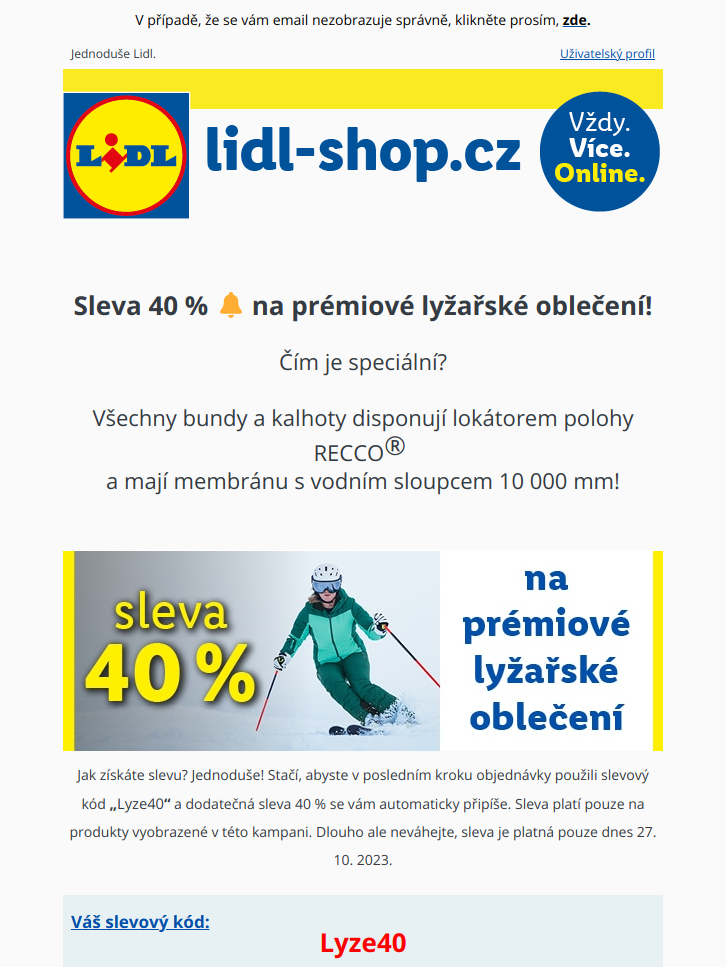 V případě, že se vám email nezobrazuje správně, klikněte prosím, zde.
Jednoduše Lidl.
Uživatelský profil
LIDL
lidl-shop.cz
Vždy.
Více.
Online.
Sleva 40 % 🔔 na prémiové lyžařské oblečení!
Čím je speciální?
Všechny bundy a kalhoty disponují lokátorem polohy
RECCO®
a mají membránu s vodním sloupcem 10 000 mm!
sleva
40 %
na
prémiové
lyžařské
oblečení
Jak získáte slevu? Jednoduše! Stačí, abyste v posledním kroku objednávky použili slevový
kód „Lyze40“ a dodatečná sleva 40 % se vám automaticky připíše. Sleva platí pouze na
produkty vyobrazené v této kampani. Dlouho ale neváhejte, sleva je platná pouze dnes 27.
10. 2023.
Váš slevový kód:
Lyze40